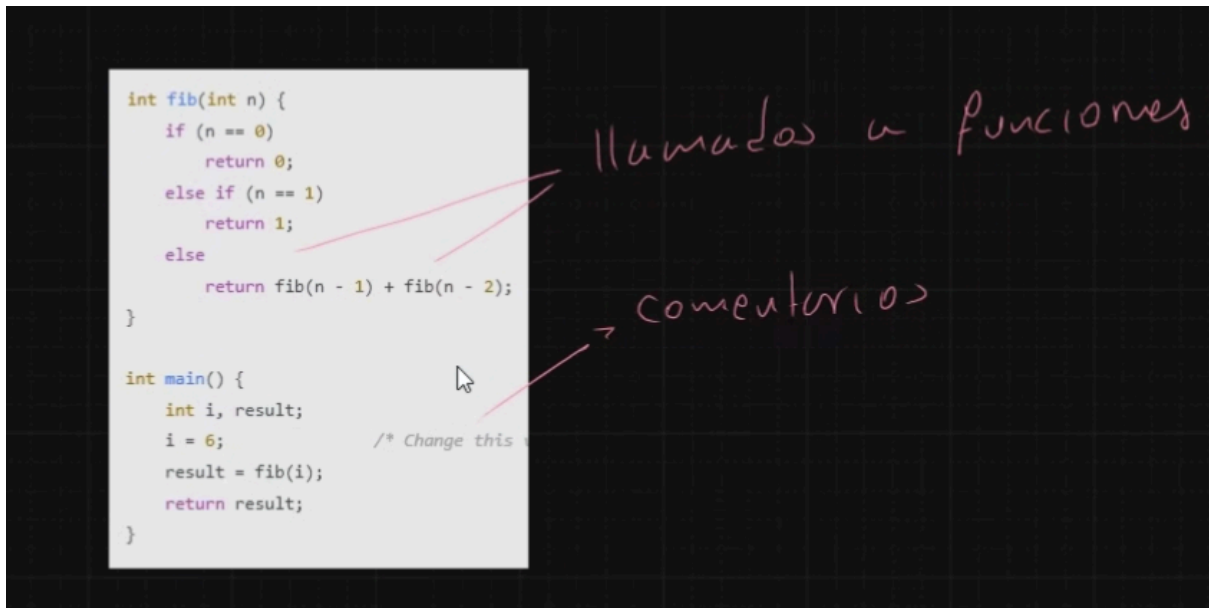 int fib(int n) {
if (n == 0)
return 0;
else if (n == 1)
return 1;
else
return fib(n - 1) + fib(n - 2);
}
int main() {
int i, result;
i = 6; /* Change this
result = fib(i);
return result;
}
llamados a funciones
comentarios